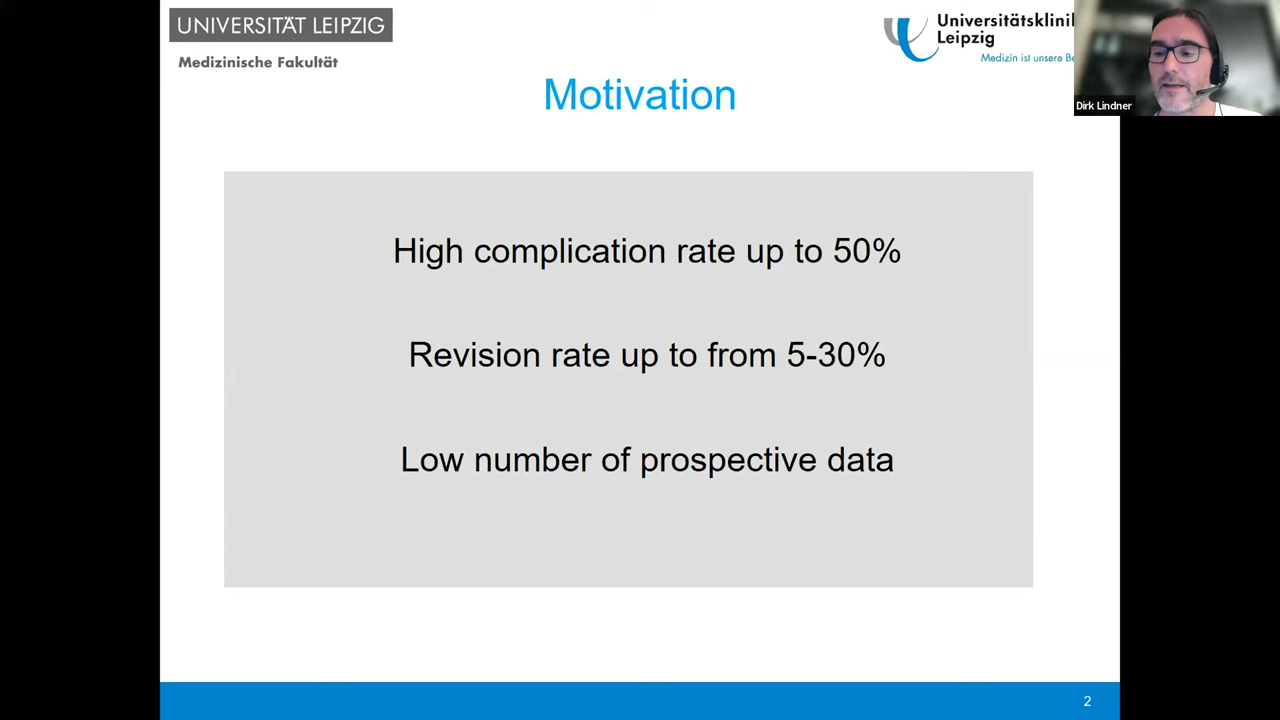 UNIVERSITÄT LEIPZIG
Medizinische Fakultät
Universitätsklinik
Leipzig
Medizin ist unsere Be
Dirk Lindner
Motivation
High complication rate up to 50%
Revision rate up to from 5-30%
Low number of prospective data
2